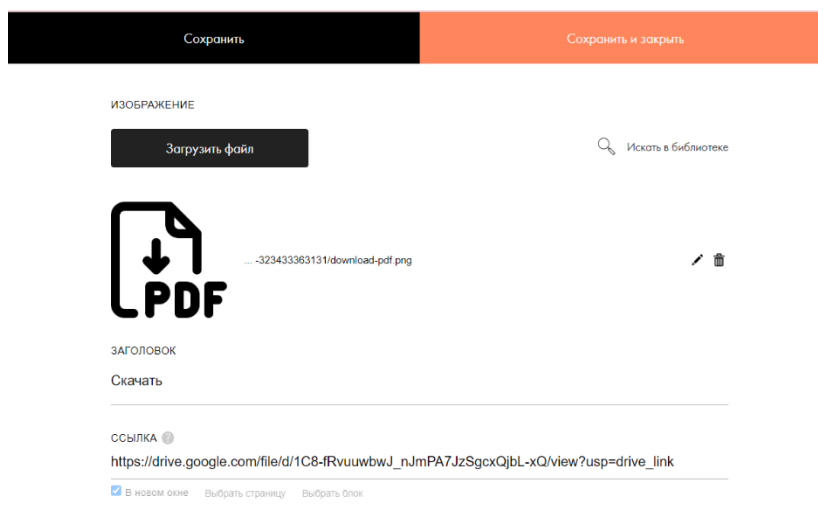 Сохранить
Сохранить и закрыть
ИЗОБРАЖЕНИЕ
Загрузить файл
Искать в библиотеке
PDF
... -323433363131/download-pdf.png
ЗАГОЛОВОК
Скачать
ССЫЛКА ?
https://drive.google.com/file/d/1C8-fRvuuwbwJ_nJmPA7JzSgcxQjbL-xQ/view?usp=drive_link
В новом окне Выбрать страницу Выбрать блок